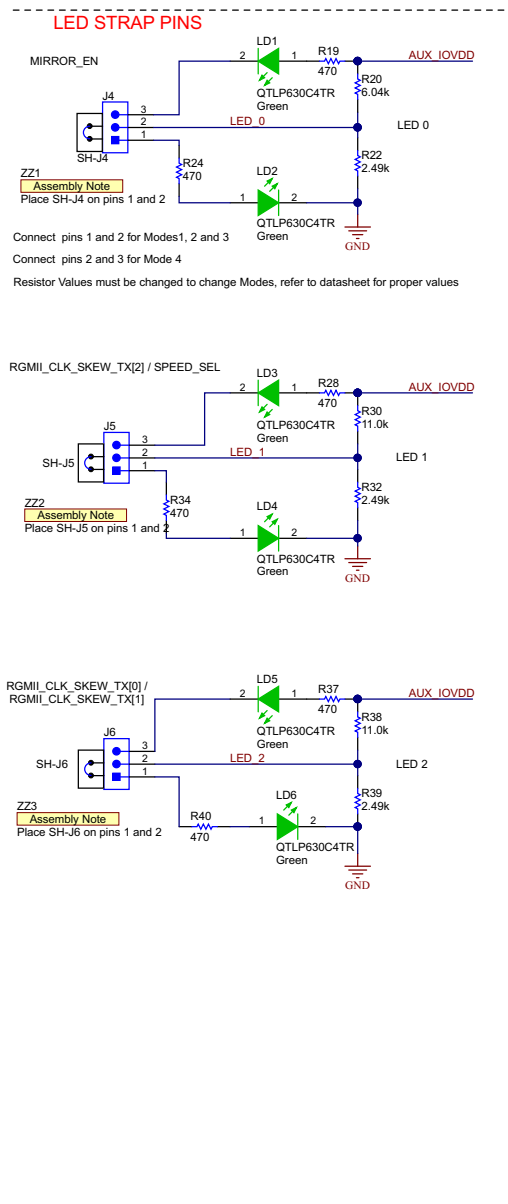 LED STRAP PINS
MIRROR_EN
LD1
2
1
R19
470
AUX_IOVDD
QTLP630C4TR
Green
R20
6.04k
J4
3
2
1
LED_0
LED 0
SH-J4
R24
470
R22
2.49k
LD2
1
2
QTLP630C4TR
Green
GND
ZZ1
Assembly Note
Place SH-J4 on pins 1 and 2
Connect pins 1 and 2 for Modes1, 2 and 3
Connect pins 2 and 3 for Mode 4
Resistor Values must be changed to change Modes, refer to datasheet for proper values
RGMII_CLK_SKEW_TX[2] / SPEED_SEL
LD3
2
1
R28
470
AUX_IOVDD
QTLP630C4TR
Green
R30
11.0k
J5
3
2
1
LED_1
LED 1
SH-J5
R34
470
R32
2.49k
LD4
1
2
QTLP630C4TR
Green
GND
ZZ2
Assembly Note
Place SH-J5 on pins 1 and 2
RGMII_CLK_SKEW_TX[0] /
RGMII_CLK_SKEW_TX[1]
LD5
2
1
R37
470
AUX_IOVDD
QTLP630C4TR
Green
R38
11.0k
J6
3
2
1
LED_2
LED 2
SH-J6
R39
2.49k
R40
470
LD6
1
2
QTLP630C4TR
Green
GND
ZZ3
Assembly Note
Place SH-J6 on pins 1 and 2